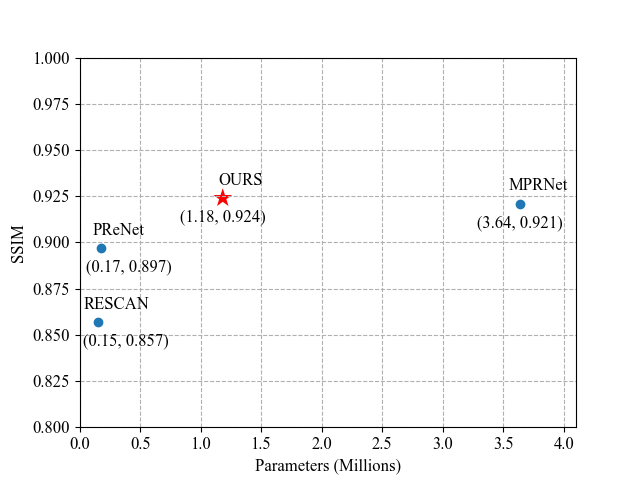 1.000
0.975
0.950
0.925
0.900
0.875
0.850
0.825
0.800
SSIM
OURS
(1.18, 0.924)
MPRNet
(3.64, 0.921)
PReNet
(0.17, 0.897)
RESCAN
(0.15, 0.857)
0.0 0.5 1.0 1.5 2.0 2.5 3.0 3.5 4.0
Parameters (Millions)